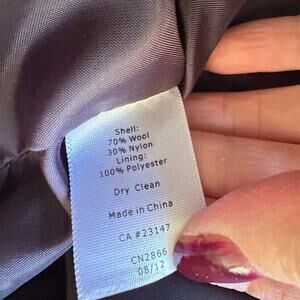 Shell:
70% Wool
30% Nylon
Lining:
100% Polyester
Dry Clean
Made in China
CA #23147
CN2866
08/12